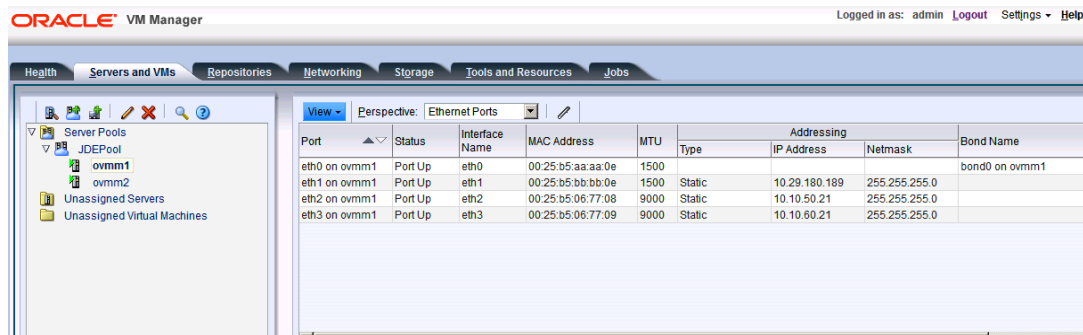 ORACLE VM Manager
Logged in as: admin Logout Settings Help
Health Servers and VMs Repositories Networking Storage Tools and Resources Jobs
View Perspective: Ethernet Ports
Server Pools
JDEPool
ovmm1
ovmm2
Unassigned Servers
Unassigned Virtual Machines
Port Status Interface Name MAC Address MTU Addressing Bond Name
Type IP Address Netmask
eth0 on ovmm1 Port Up eth0 00:25:b5:aa:aa:0e 1500 bond0 on ovmm1
eth1 on ovmm1 Port Up eth1 00:25:b5:bb:bb:0e 1500 Static 10.29.180.189 255.255.255.0
eth2 on ovmm1 Port Up eth2 00:25:b5:06:77:08 9000 Static 10.10.50.21 255.255.255.0
eth3 on ovmm1 Port Up eth3 00:25:b5:06:77:09 9000 Static 10.10.60.21 255.255.255.0